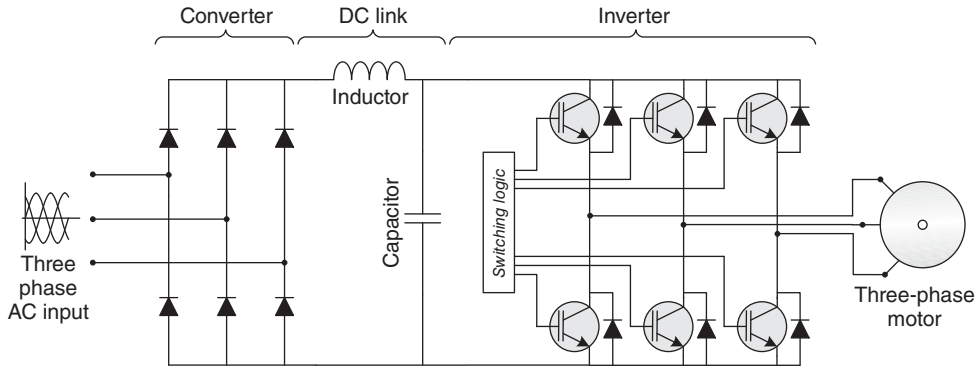 Converter
DC link
Inverter
Inductor
Capacitor
Switching logic
Three
phase
AC input
Three-phase
motor